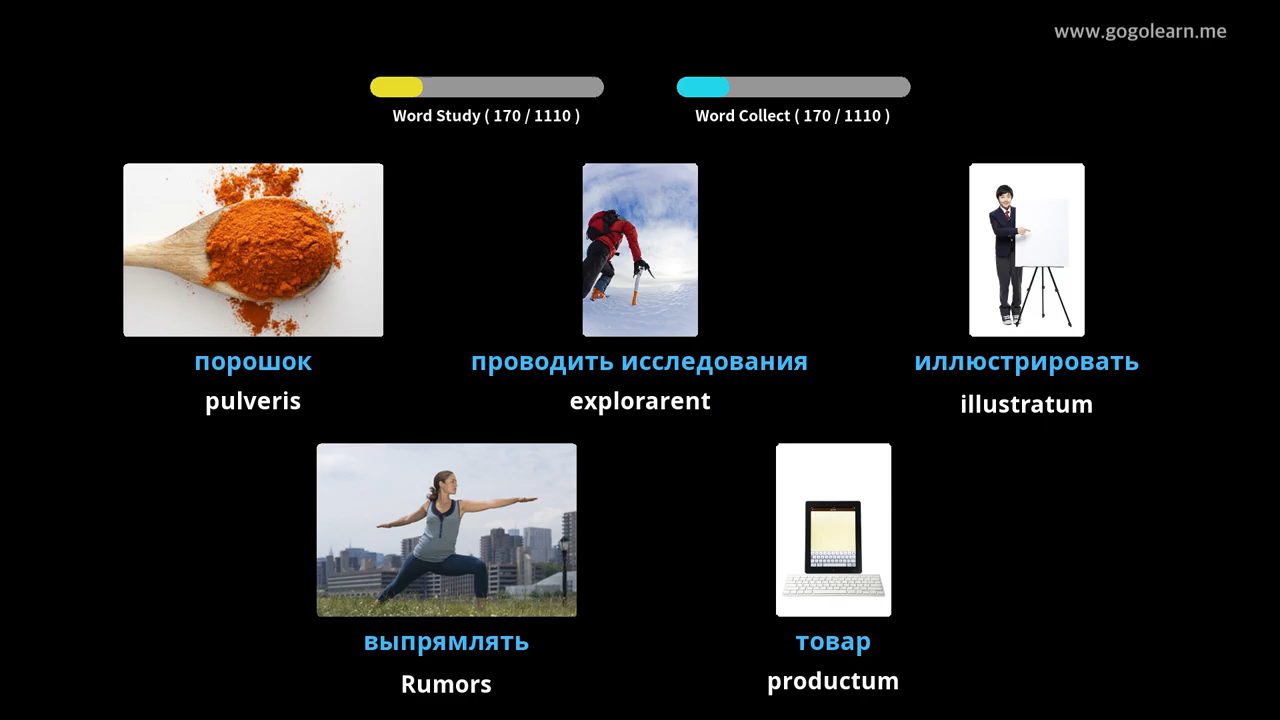 www.gogolearn.me
Word Study ( 170 / 1110 )
Word Collect ( 170 / 1110 )
порошок
pulveris
проводить исследования
explorarent
иллюстрировать
illustratum
выпрямлять
Rumors
товар
productum